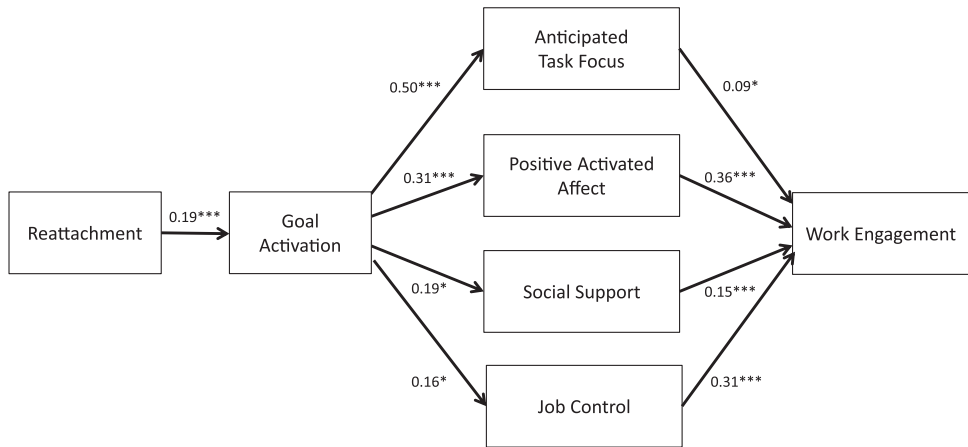 Anticipated
Task Focus
0.50***
0.09*
Positive Activated
Affect
0.31***
0.36***
Reattachment
0.19***
Goal
Activation
Work Engagement
Social Support
0.19*
0.15***
Job Control
0.16*
0.31***